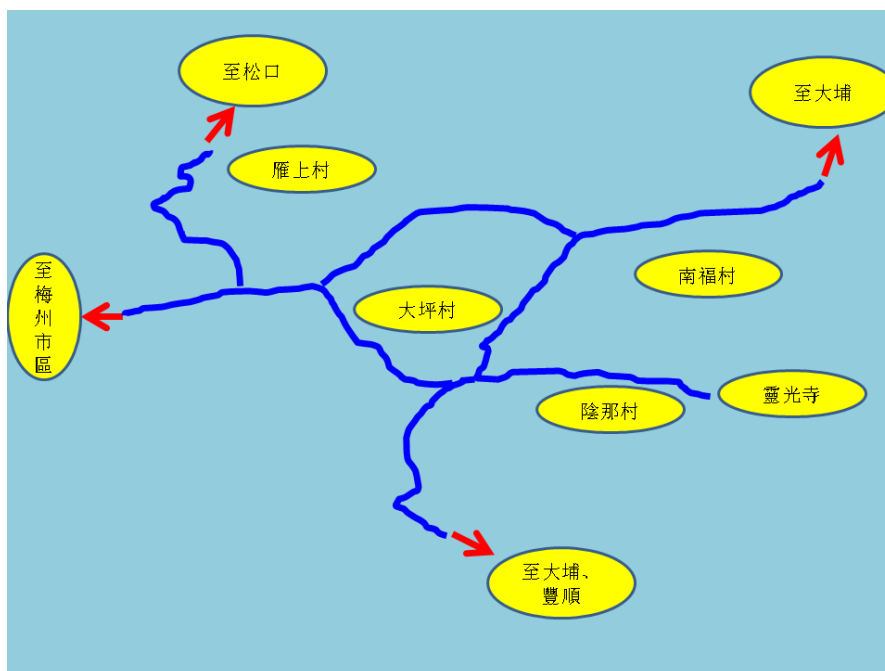 至松口
至大埔
雁上村
南福村
至梅州市區
大坪村
靈光寺
陰那村
至大埔、
豐順